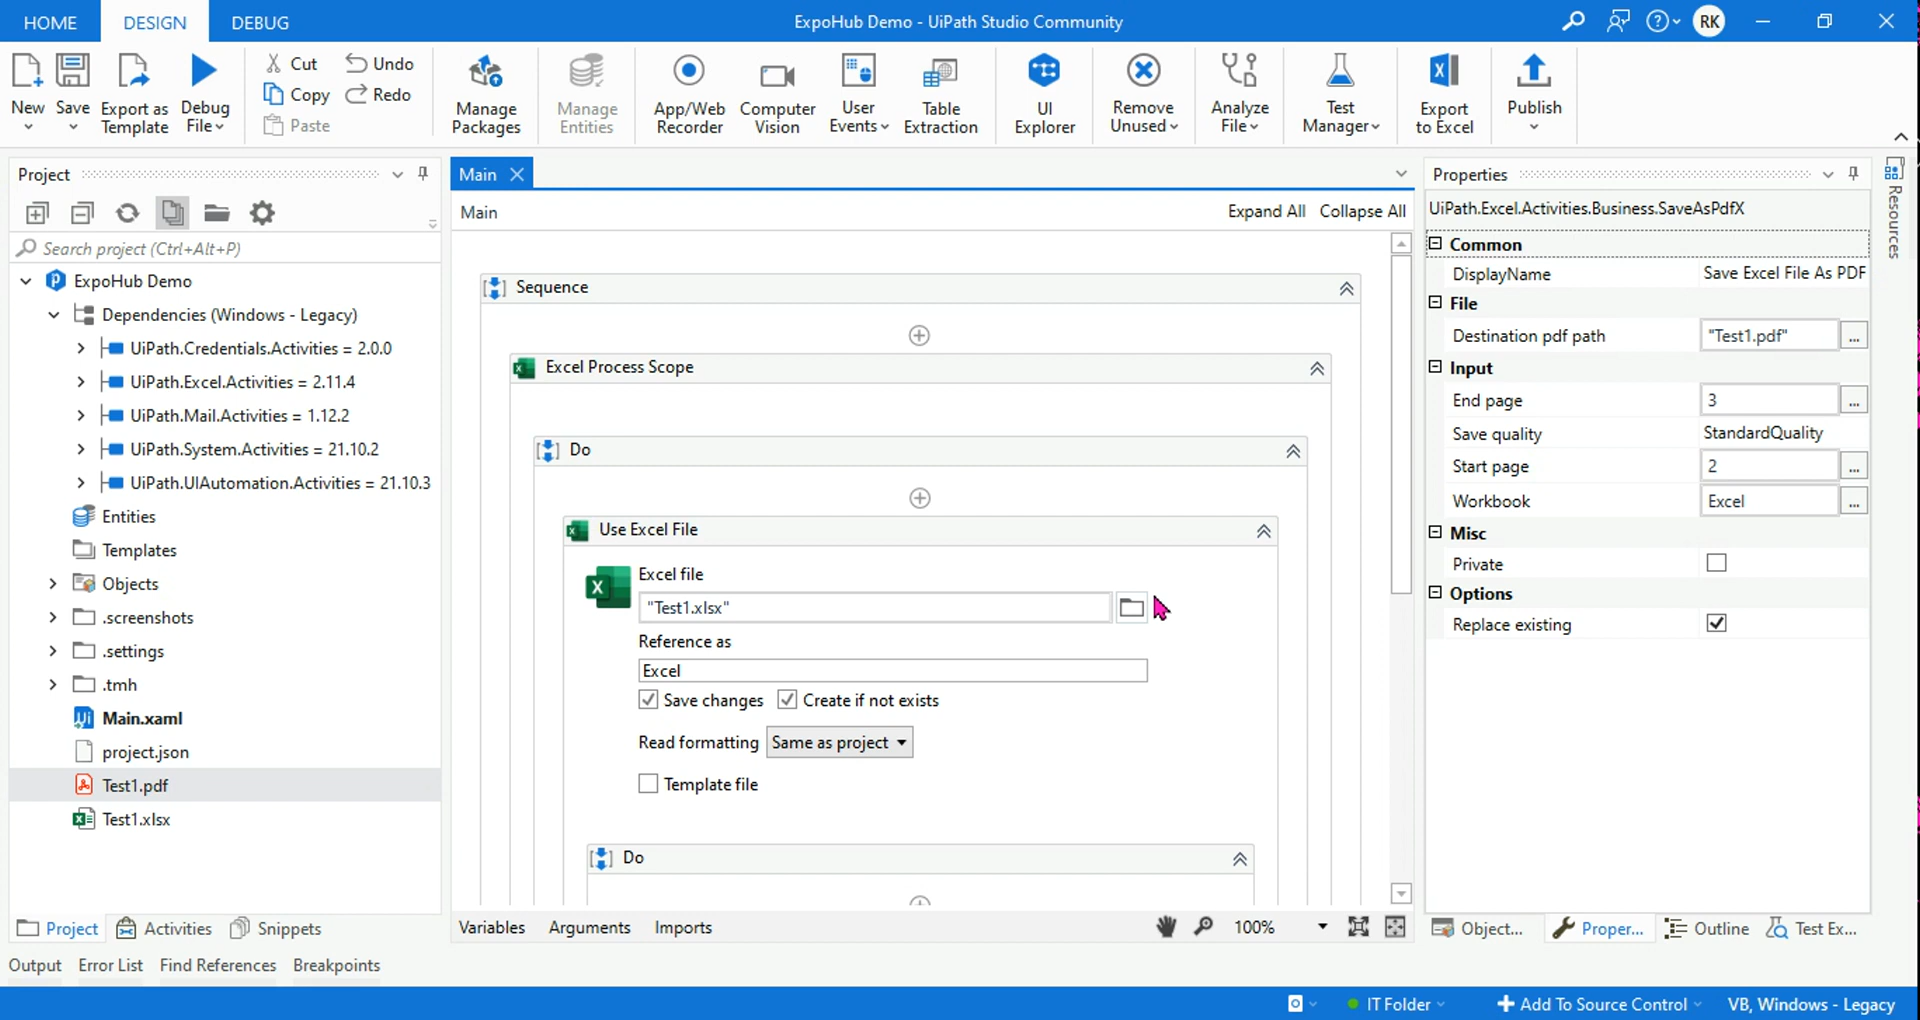 HOME DESIGN DEBUG ExpoHub Demo - UiPath Studio Community RK
New Save Export as Template Debug File Cut Copy Paste Undo Redo Manage Packages Manage Entities App/Web Recorder Computer Vision User Events Table Extraction UI Explorer Remove Unused Analyze File Test Manager Export to Excel Publish
Project
Search project (Ctrl+Alt+P)
ExpoHub Demo
Dependencies (Windows - Legacy)
UiPath.Credentials.Activities = 2.0.0
UiPath.Excel.Activities = 2.11.4
UiPath.Mail.Activities = 1.12.2
UiPath.System.Activities = 21.10.2
UiPath.UIAutomation.Activities = 21.10.3
Entities
Templates
Objects
.screenshots
.settings
.tmh
Main.xaml
project.json
Test1.pdf
Test1.xlsx
Project Activities Snippets
Main
Main Expand All Collapse All
Sequence
Excel Process Scope
Do
Use Excel File
Excel file
"Test1.xlsx"
Reference as
Excel
Save changes Create if not exists
Read formatting Same as project
Template file
Do
Variables Arguments Imports 100%
Properties
UiPath.Excel.Activities.Business.SaveAsPdfX
Common
DisplayName Save Excel File As PDF
File
Destination pdf path "Test1.pdf" ...
Input
End page 3 ...
Save quality StandardQuality
Start page 2 ...
Workbook Excel ...
Misc
Private
Options
Replace existing
Object... Proper... Outline Test Ex...
Resources
Output Error List Find References Breakpoints
IT Folder Add To Source Control VB, Windows - Legacy